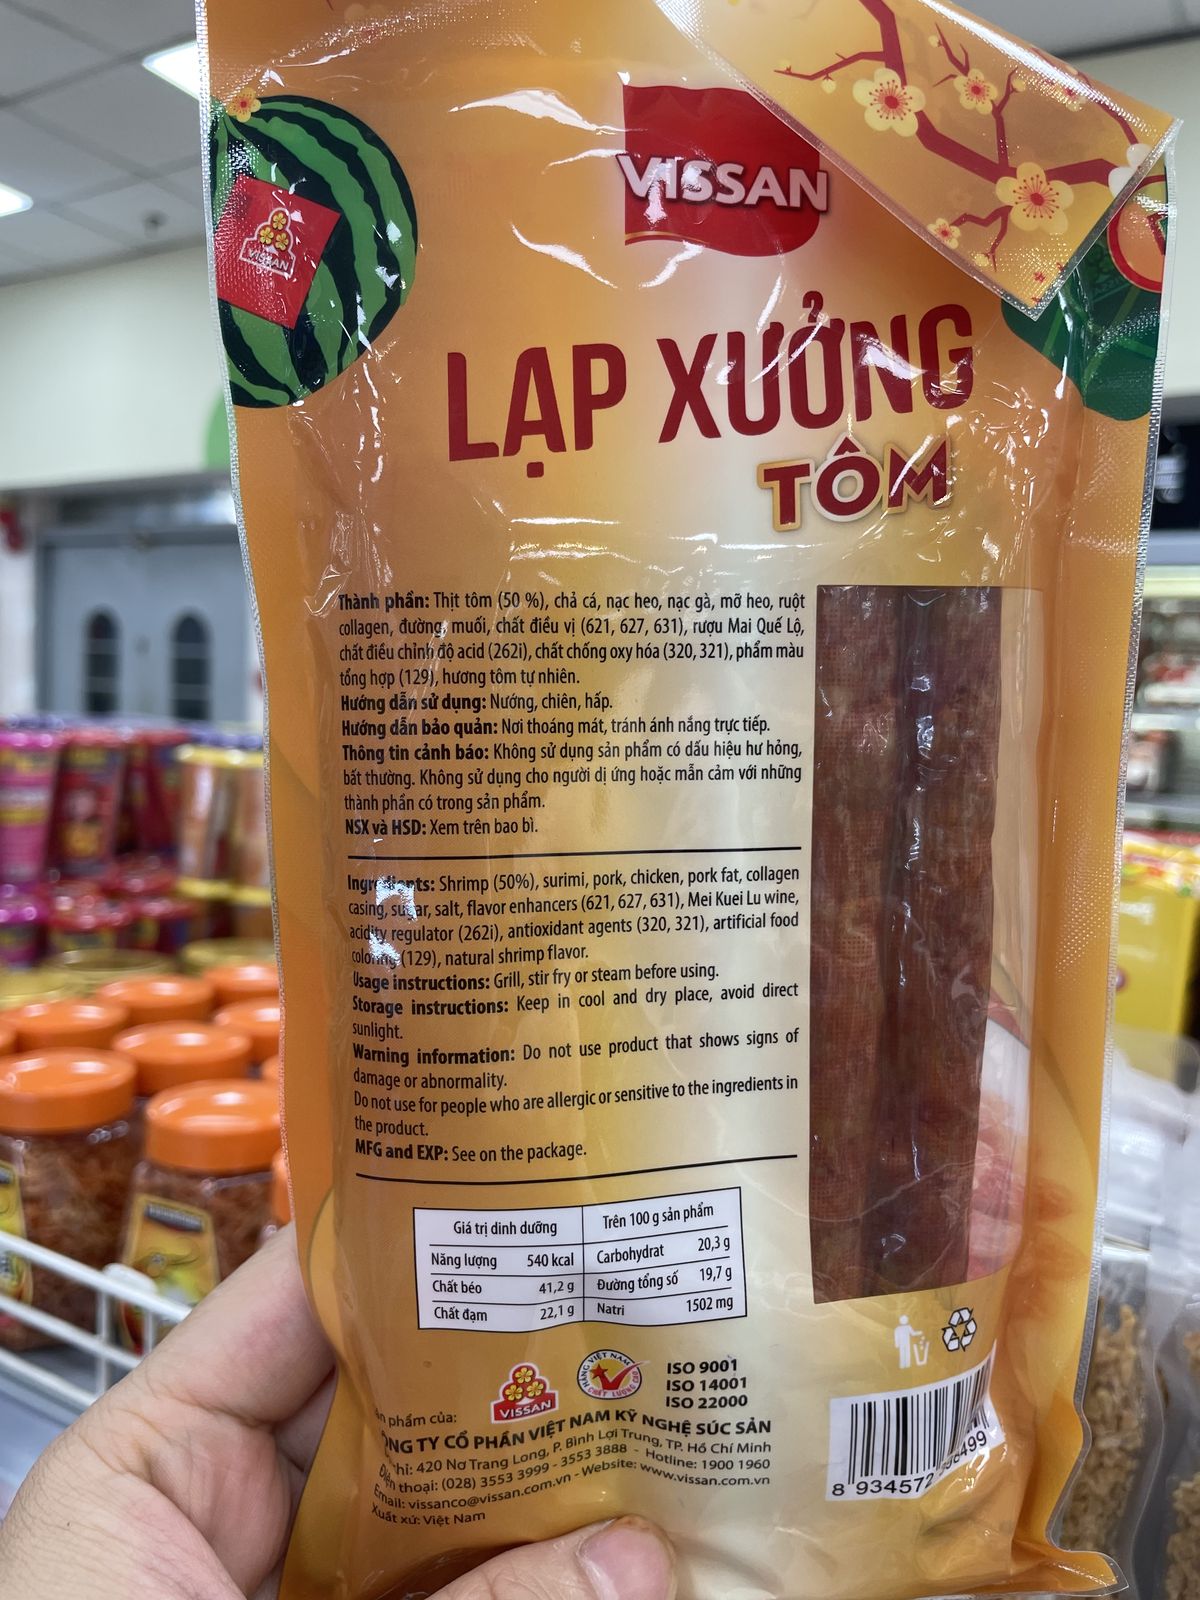 VISSAN
VISSAN
LẠP XƯỞNG
TÔM
Thành phần: Thịt tôm (50 %), chả cá, nạc heo, nạc gà, mỡ heo, ruột
collagen, đường, muối, chất điều vị (621, 627, 631), rượu Mai Quế Lộ,
chất điều chỉnh độ acid (262i), chất chống oxy hóa (320, 321), phẩm màu
tổng hợp (129), hương tôm tự nhiên.
Hướng dẫn sử dụng: Nướng, chiên, hấp.
Hướng dẫn bảo quản: Nơi thoáng mát, tránh ánh nắng trực tiếp.
Thông tin cảnh báo: Không sử dụng sản phẩm có dấu hiệu hư hỏng,
bất thường. Không sử dụng cho người dị ứng hoặc mẫn cảm với những
thành phần có trong sản phẩm.
NSX và HSD: Xem trên bao bì.
Ingredients: Shrimp (50%), surimi, pork, chicken, pork fat, collagen
casing, sugar, salt, flavor enhancers (621, 627, 631), Mei Kuei Lu wine,
acidity regulator (262i), antioxidant agents (320, 321), artificial food
coloring (129), natural shrimp flavor.
Usage instructions: Grill, stir fry or steam before using.
Storage instructions: Keep in cool and dry place, avoid direct
sunlight.
Warning information: Do not use product that shows signs of
damage or abnormality.
Do not use for people who are allergic or sensitive to the ingredients in
the product.
MFG and EXP: See on the package.
Giá trị dinh dưỡng Trên 100 g sản phẩm
Năng lượng 540 kcal Carbohydrat 20,3 g
Chất béo 41,2 g Đường tổng số 19,7 g
Chất đạm 22,1 g Natri 1502 mg
VISSAN
HÀNG VIỆT NAM
CHẤT LƯỢNG CAO
ISO 9001
ISO 14001
ISO 22000
phẩm của:
TY CỔ PHẦN VIỆT NAM KỸ NGHỆ SÚC SẢN
chỉ: 420 Nơ Trang Long, P. Bình Lợi Trung, TP. Hồ Chí Minh
Điện thoại: (028) 3553 3999 - 3553 3888 - Hotline: 1900 1960
Email: vissanco@vissan.com.vn - Website: www.vissan.com.vn
Xuất xứ: Việt Nam
8 934572